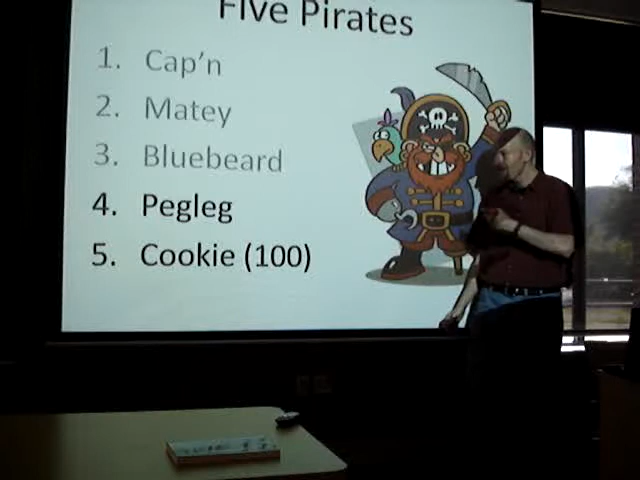 Five Pirates
1. Cap'n
2. Matey
3. Bluebeard
4. Pegleg
5. Cookie (100)